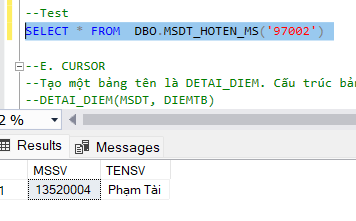 --Test
SELECT * FROM DBO.MSDT_HOTEN_MS('97002')
--E. CURSOR
--Tạo một bảng tên là DETAI_DIEM. Cấu trúc bản
--DETAI_DIEM(MSDT, DIEMTB)
2 %
Results Messages
MSSV TENSV
1 13520004 Phạm Tài